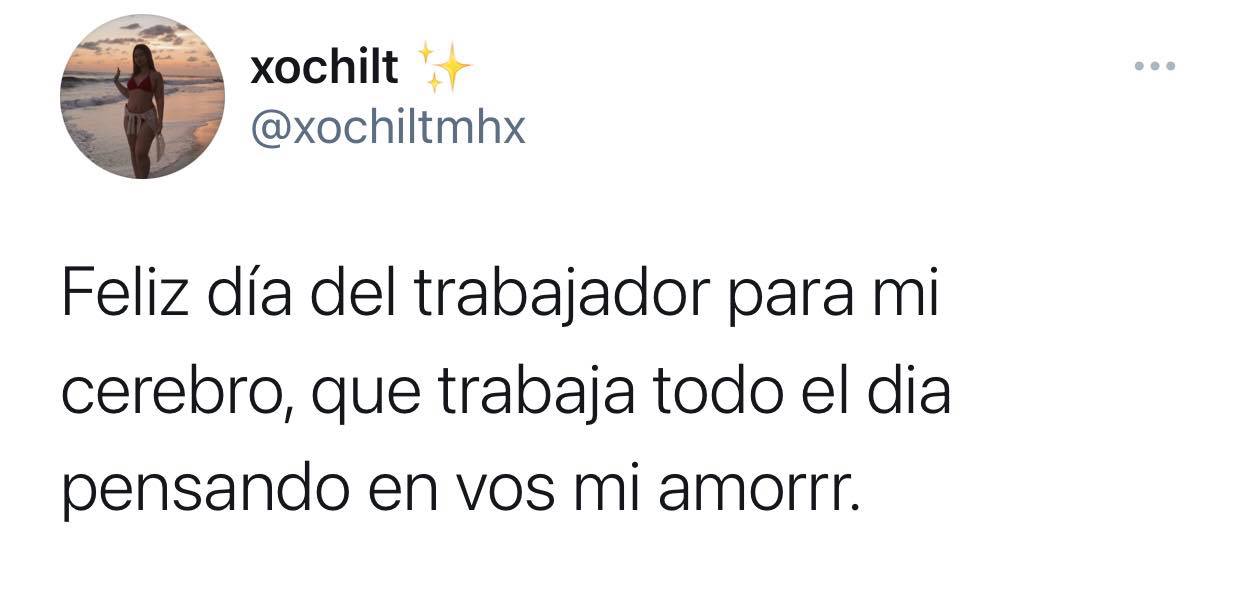 xochilt ✨
@xochiltmhx
Feliz día del trabajador para mi
cerebro, que trabaja todo el dia
pensando en vos mi amorrr.